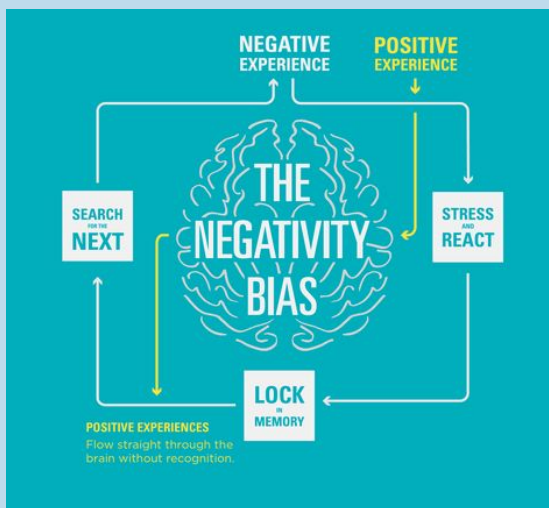 NEGATIVE
EXPERIENCE
POSITIVE
EXPERIENCE
THE
NEGATIVITY
BIAS
SEARCH
FOR THE
NEXT
STRESS
AND
REACT
LOCK
IN
MEMORY
POSITIVE EXPERIENCES
Flow straight through the
brain without recognition.